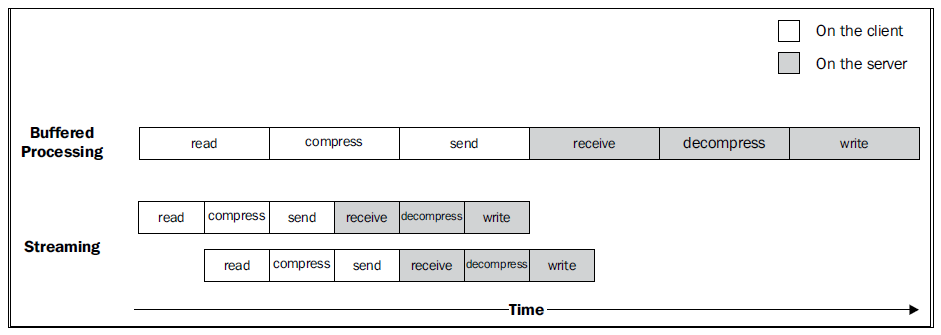 On the client
On the server
Buffered
Processing
read compress send receive decompress write
Streaming
read compress send receive decompress write
read compress send receive decompress write
Time